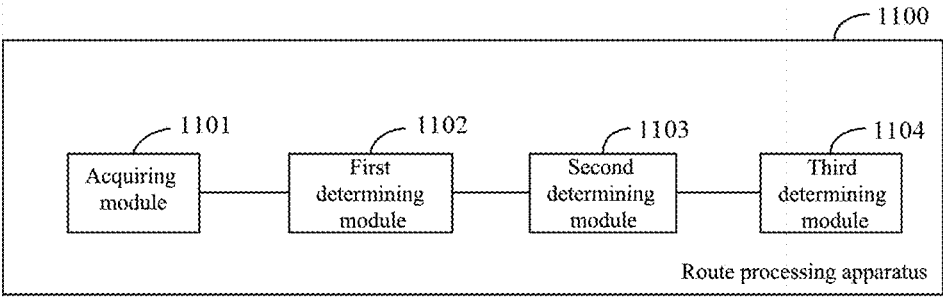 1100
1101
1102
1103
1104
Acquiring
module
First
determining
module
Second
determining
module
Third
determining
module
Route processing apparatus